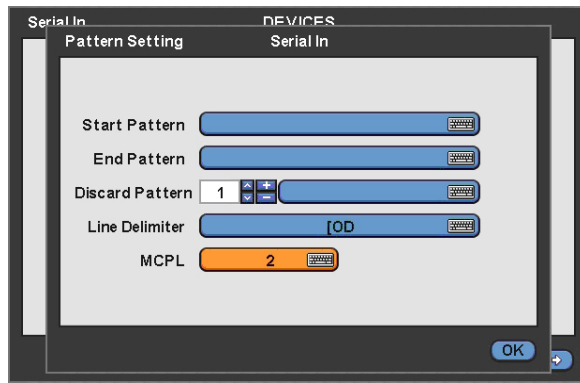 Serial In DEVICES
Pattern Setting Serial In
Start Pattern
End Pattern
Discard Pattern 1
Line Delimiter [OD
MCPL 2
OK